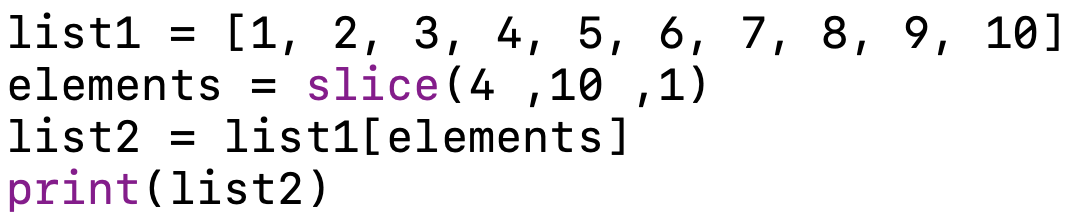 list1 = [1, 2, 3, 4, 5, 6, 7, 8, 9, 10]
elements = slice(4 ,10 ,1)
list2 = list1[elements]
print(list2)